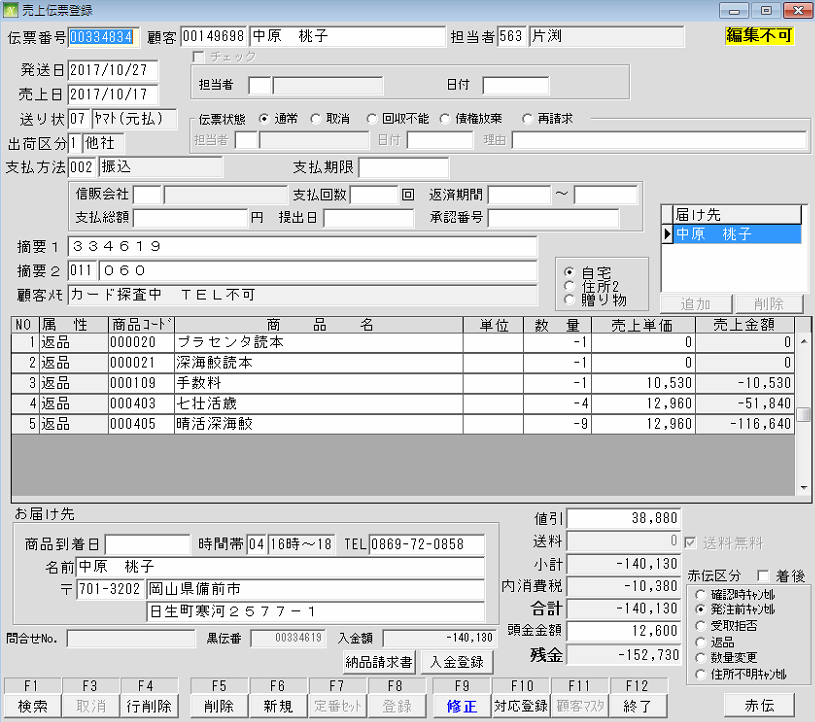 売上伝票登録
伝票番号 00334834 顧客 00149698 中原　桃子 担当者 563 片渕 編集不可
発送日 2017/10/27 チェック
担当者 日付
売上日 2017/10/17
送り状 07 ﾔﾏﾄ(元払) 伝票状態 通常 取消 回収不能 債権放棄 再請求
出荷区分 1 他社 担当者 日付 理由
支払方法 002 振込 支払期限
信販会社 支払回数 回 返済期間 ～
支払総額 円 提出日 承認番号
届け先
中原　桃子
摘要１ ３３４６１９
摘要２ 011 ０６０
顧客ﾒﾓ カード探査中　ＴＥＬ不可
自宅
住所2
贈り物
追加 削除
NO 属　性 商品ｺｰﾄﾞ 商　品　名 単位 数　量 売上単価 売上金額
1 返品 000020 プラセンタ読本 -1 0 0
2 返品 000021 深海鮫読本 -1 0 0
3 返品 000109 手数料 -1 10,530 -10,530
4 返品 000403 七壮活歳 -4 12,960 -51,840
5 返品 000405 晴活深海鮫 -9 12,960 -116,640
お届け先
商品到着日 時間帯 04 16時～18 TEL 0869-72-0858
名前 中原　桃子
〒 701-3202 岡山県備前市
日生町寒河２５７７－１
値引 38,880
送料 0 送料無料
小計 -140,130
内消費税 -10,380
合計 -140,130
頭金金額 12,600
残金 -152,730
赤伝区分 着後
確認時ｷｬﾝｾﾙ
発注前ｷｬﾝｾﾙ
受取拒否
返品
数量変更
住所不明ｷｬﾝｾﾙ
問合せNo. 黒伝番 00334619 入金額 -140,130
納品請求書 入金登録
F1 F3 F4 F5 F6 F7 F8 F9 F10 F11 F12
検索 取消 行削除 削除 新規 定番ｾｯﾄ 登録 修正 対応登録 顧客ﾏｽﾀ 終了 赤伝